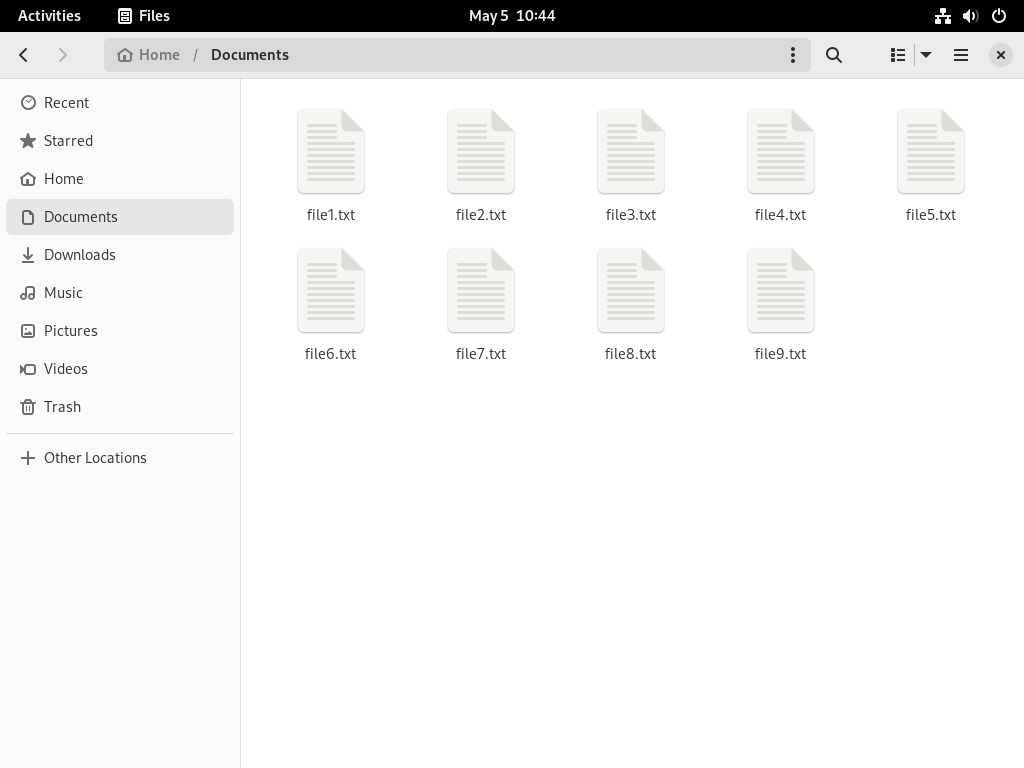 Activities Files May 5 10:44
Home / Documents
Recent
Starred
Home
Documents
Downloads
Music
Pictures
Videos
Trash
Other Locations
file1.txt file2.txt file3.txt file4.txt file5.txt
file6.txt file7.txt file8.txt file9.txt